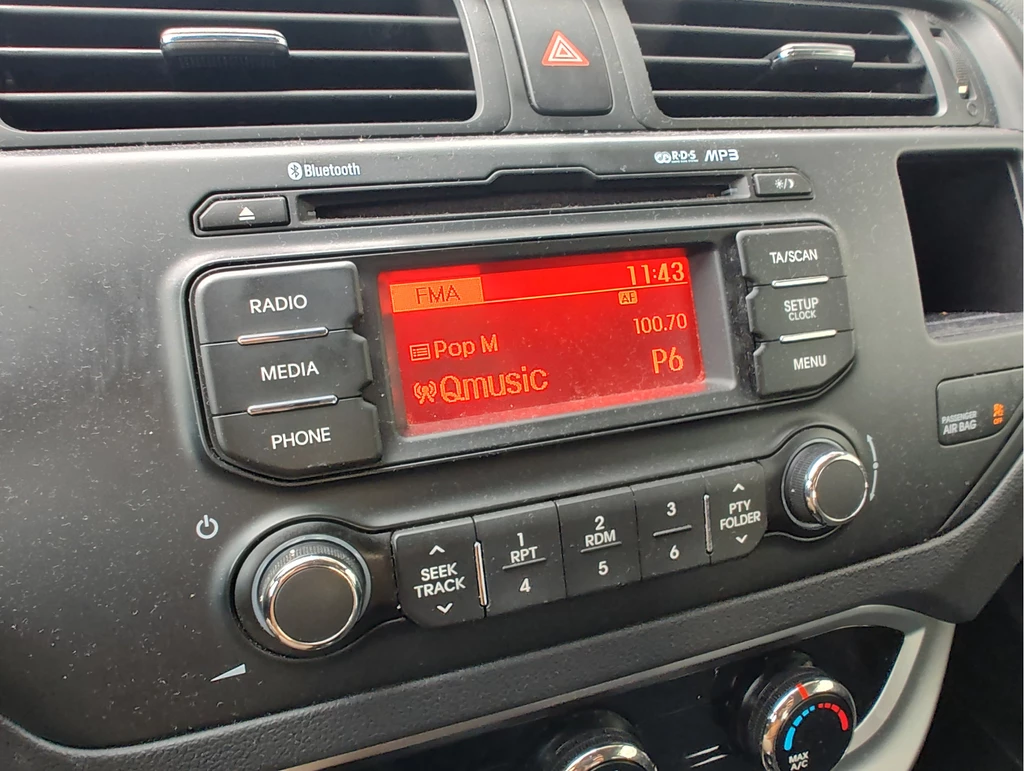 Bluetooth
R·D·S MP3
RADIO
MEDIA
PHONE
FMA 11:43
AF
100.70
Pop M
Qmusic P6
TA/SCAN
SETUP
CLOCK
MENU
PASSENGER
AIR BAG
OFF
SEEK
TRACK
1
RPT
4
2
RDM
5
3
6
PTY
FOLDER
MAX
A/C